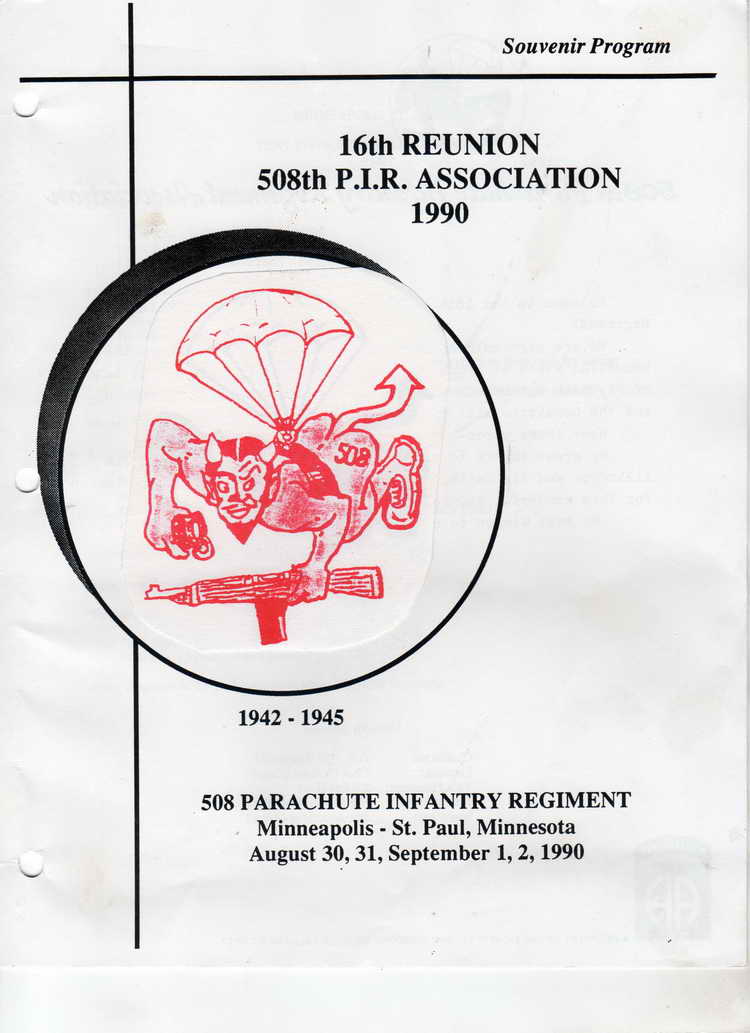 Souvenir Program
16th REUNION
508th P.I.R. ASSOCIATION
1990
508
1942 - 1945
508 PARACHUTE INFANTRY REGIMENT
Minneapolis - St. Paul, Minnesota
August 30, 31, September 1, 2, 1990